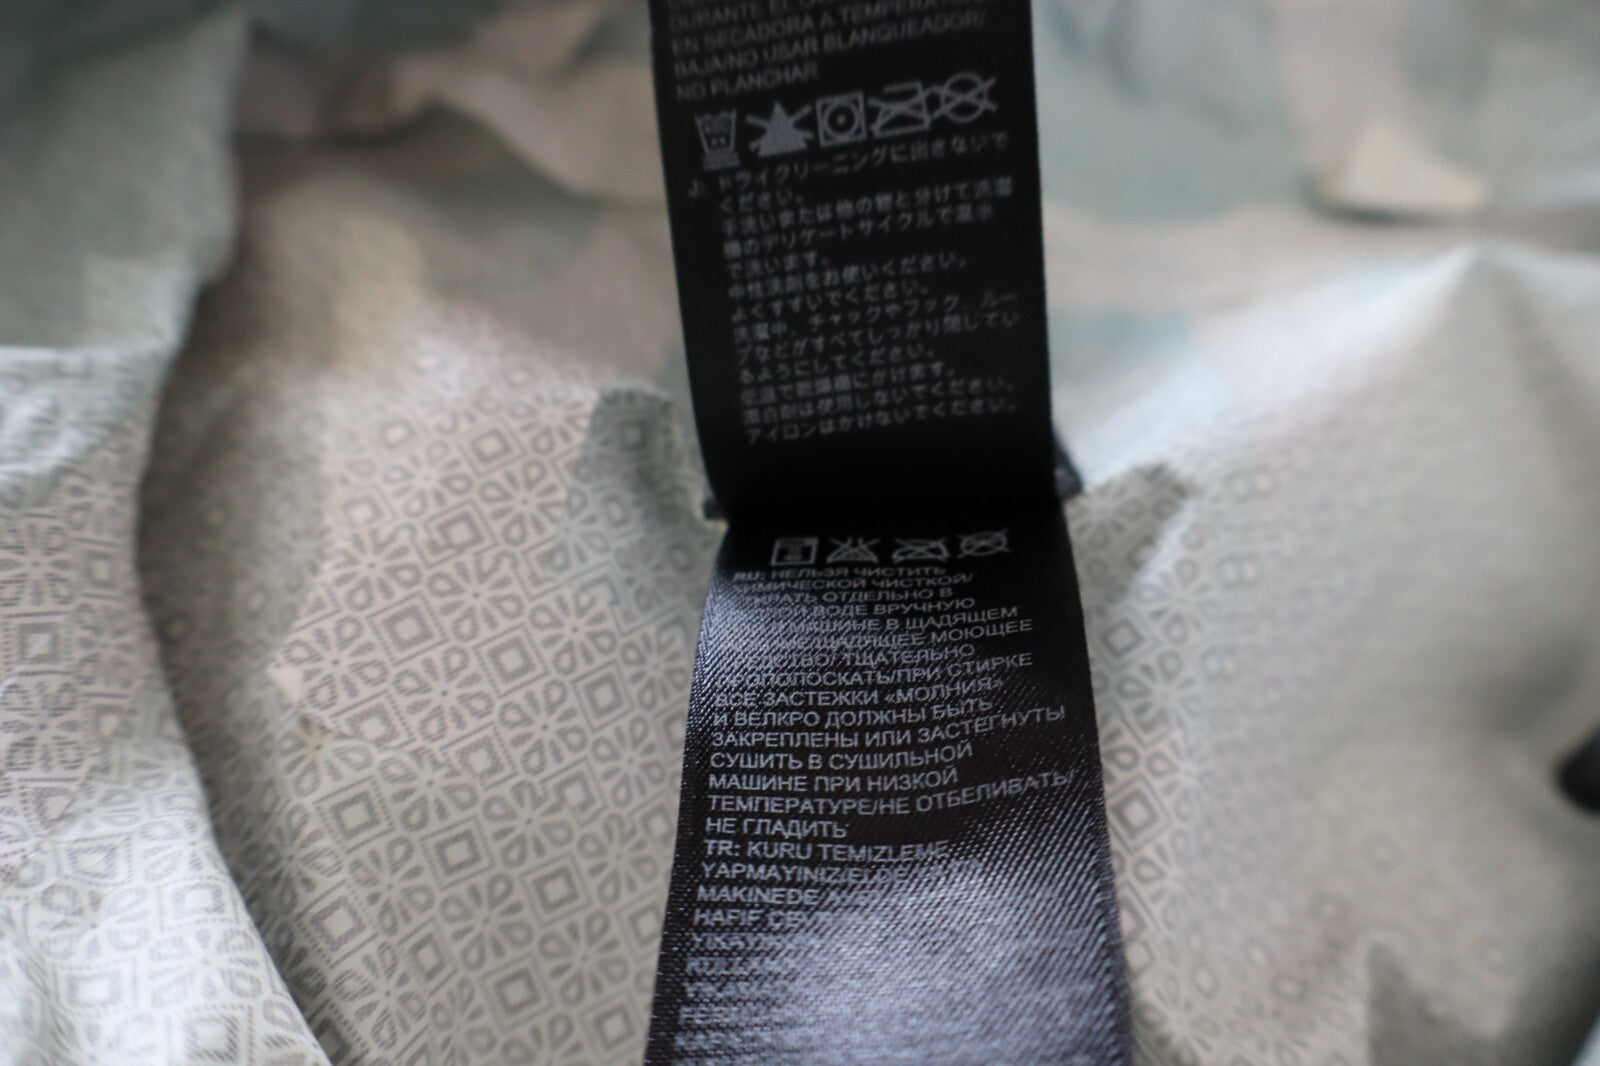 DURANTE EL
EN SECADORA A TEMPERATURA
BAJA/NO USAR BLANQUEADOR/
NO PLANCHAR
J: ドライクリーニングに出さないで
ください。
手洗いまたは他の物と分けて洗濯
機のデリケートサイクルで温水
で洗います。
中性洗剤をお使いください。
よくすすいでください。
洗濯中、チャックやフック、ルー
プなどがすべてしっかり閉じてい
るようにしてください。
低温で乾燥機にかけます。
混合剤は使用しないでください。
アイロンはかけないでください。
RU: НЕЛЬЗЯ ЧИСТИТЬ
ХИМИЧЕСКОЙ ЧИСТКОЙ/
ОТДЕЛЬНО В
ВОДЕ ВРУЧНУЮ
МАШИНЕ В ЩАДЯЩЕМ
МОЮЩЕЕ
СРЕДСТВО/ ТЩАТЕЛЬНО
ПРОПОЛОСКАТЬ/ПРИ СТИРКЕ
ВСЕ ЗАСТЕЖКИ «МОЛНИЯ»
И ВЕЛКРО ДОЛЖНЫ БЫТЬ
ЗАКРЕПЛЕНЫ ИЛИ ЗАСТЕГНУТЫ
СУШИТЬ В СУШИЛЬНОЙ
МАШИНЕ ПРИ НИЗКОЙ
ТЕМПЕРАТУРЕ/НЕ ОТБЕЛИВАТЬ/
НЕ ГЛАДИТЬ
TR: KURU TEMIZLEME
YAPMAYINIZ/ELDE
MAKINEDE
HAFIF